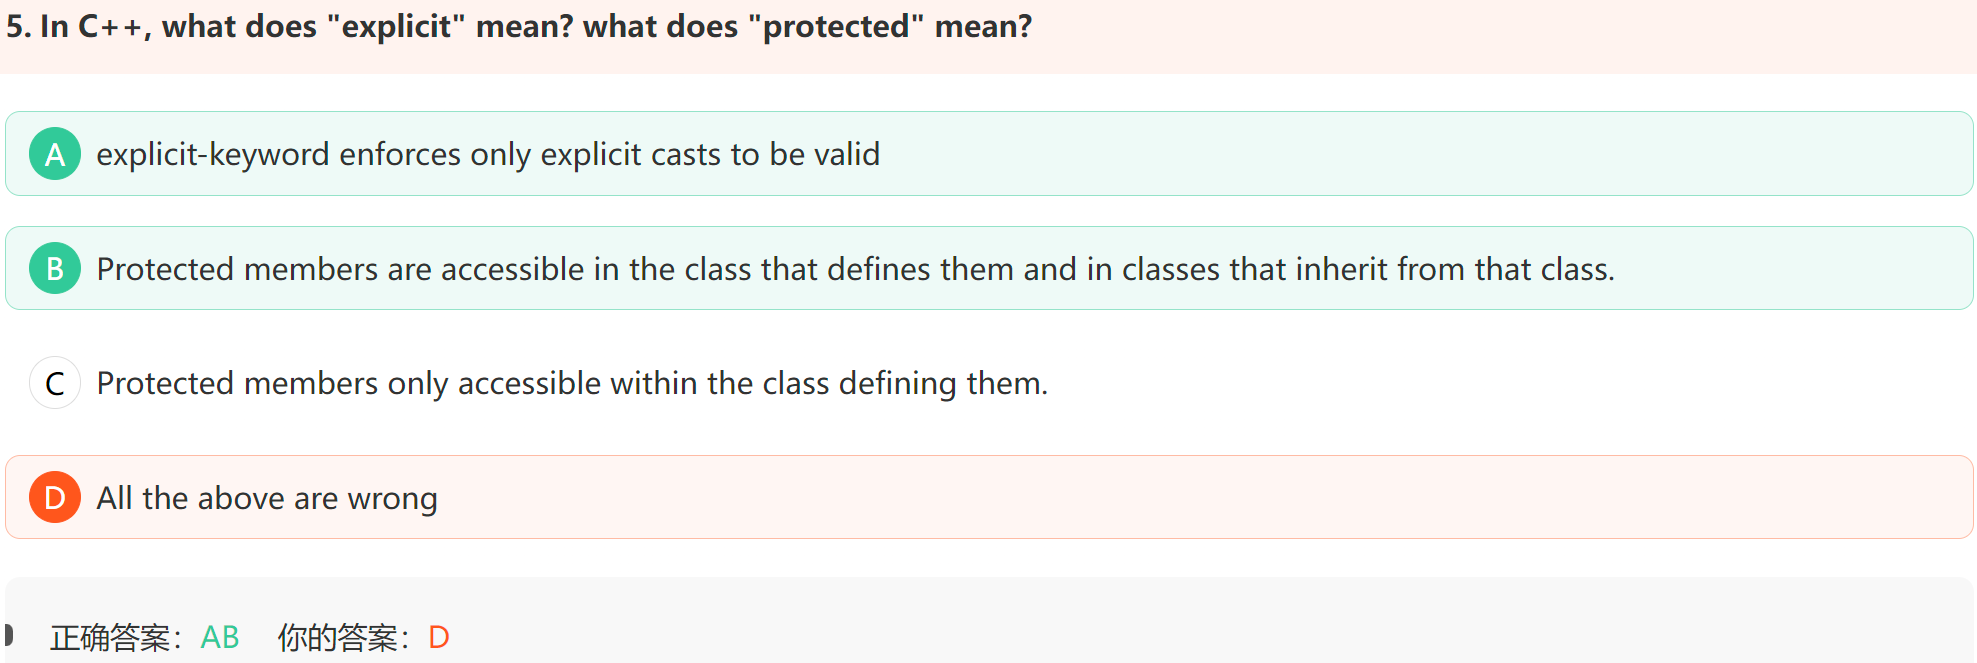 5. In C++, what does "explicit" mean? what does "protected" mean?
A explicit-keyword enforces only explicit casts to be valid
B Protected members are accessible in the class that defines them and in classes that inherit from that class.
C Protected members only accessible within the class defining them.
D All the above are wrong
正确答案：AB 你的答案：D